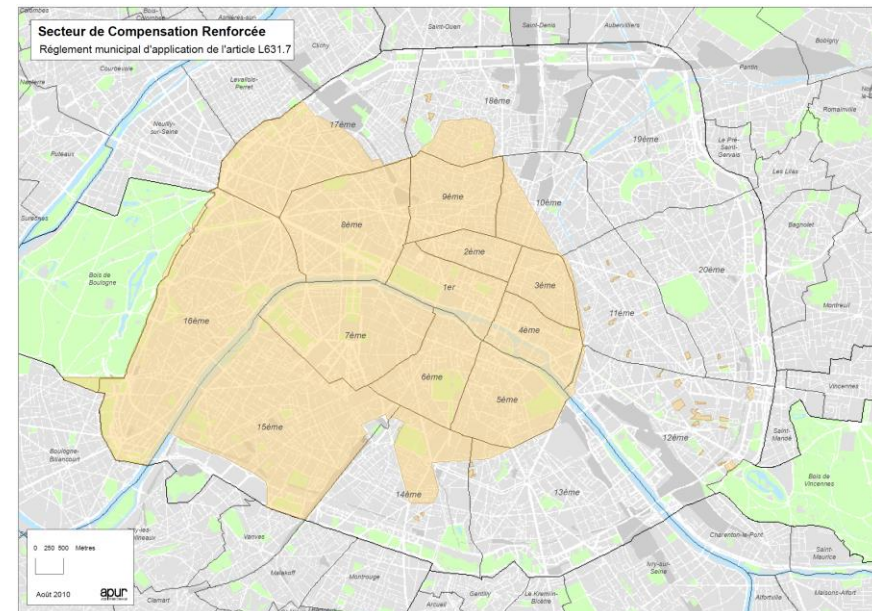 Secteur de Compensation Renforcée
Réglement municipal d'application de l'article L631.7
Colombes
Saint-Ouen
Saint-Denis
Aubervilliers
Clichy
Bobigny
Courbevoie
Levallois-
Perret
Pantin
Nanterre
17ème
18ème
Romainville
Neuilly-
sur-Seine
19ème
Le Pré-
Saint-
Gervais
Puteaux
Les Lilas
9ème
10ème
Suresnes
8ème
Bagnolet
2ème
20ème
Bois de
Boulogne
1er
3ème
Montreuil
16ème
11ème
4ème
7ème
6ème
5ème
Vincennes
15ème
Saint-
Mandé
12ème
Boulogne-
Billancourt
14ème
13ème
Bois de
Vincennes
Vanves
Charenton-le-Pont
0 250 500 Mètres
Malakoff
Montrouge
Ivry-sur-
Seine
Saint-
Maurice
Août 2010
apur
Clamart
Arcueil
Gentilly
Le Kremlin-
Bicêtre
Alfortville
Maisons-Alfort